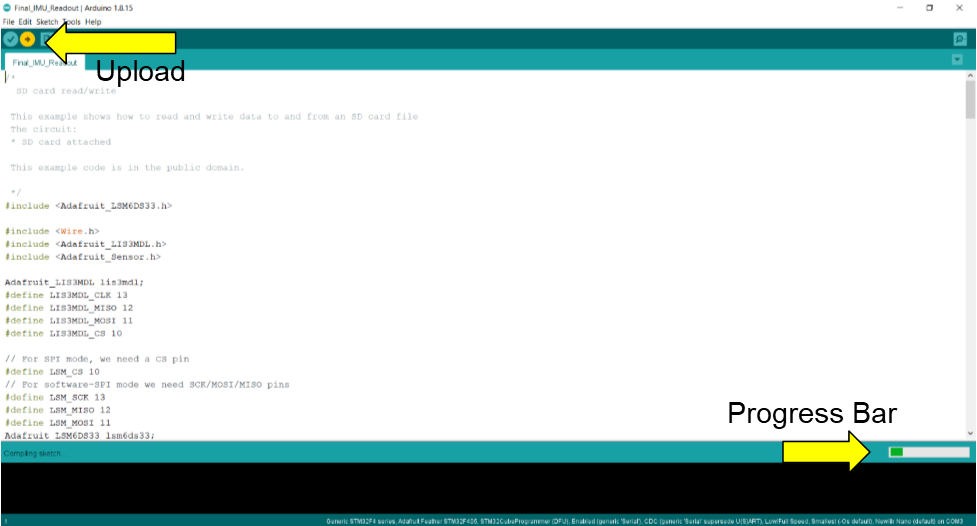 Final_IMU_Readout | Arduino 1.8.15
File Edit Sketch Tools Help
Upload
Final_IMU_Readout
/*
SD card read/write
This example shows how to read and write data to and from an SD card file
The circuit:
* SD card attached
This example code is in the public domain.
*/
#include <Adafruit_LSM6DS33.h>
#include <Wire.h>
#include <Adafruit_LIS3MDL.h>
#include <Adafruit_Sensor.h>
Adafruit_LIS3MDL lis3mdl;
#define LIS3MDL_CLK 13
#define LIS3MDL_MISO 12
#define LIS3MDL_MOSI 11
#define LIS3MDL_CS 10
// For SPI mode, we need a CS pin
#define LSM_CS 10
// For software-SPI mode we need SCK/MOSI/MISO pins
#define LSM_SCK 13
#define LSM_MISO 12
#define LSM_MOSI 11
Adafruit_LSM6DS33 lsm6ds33;
Progress Bar
Compiling sketch...
1
Generic STM32F4 series, Adafruit Feather STM32F405, STM32CubeProgrammer (DFU), Enabled (generic 'Serial'), CDC (generic 'Serial' supersede U(S)ART), Low/Full Speed, Smallest (-Os default), Newlib Nano (default) on COM3